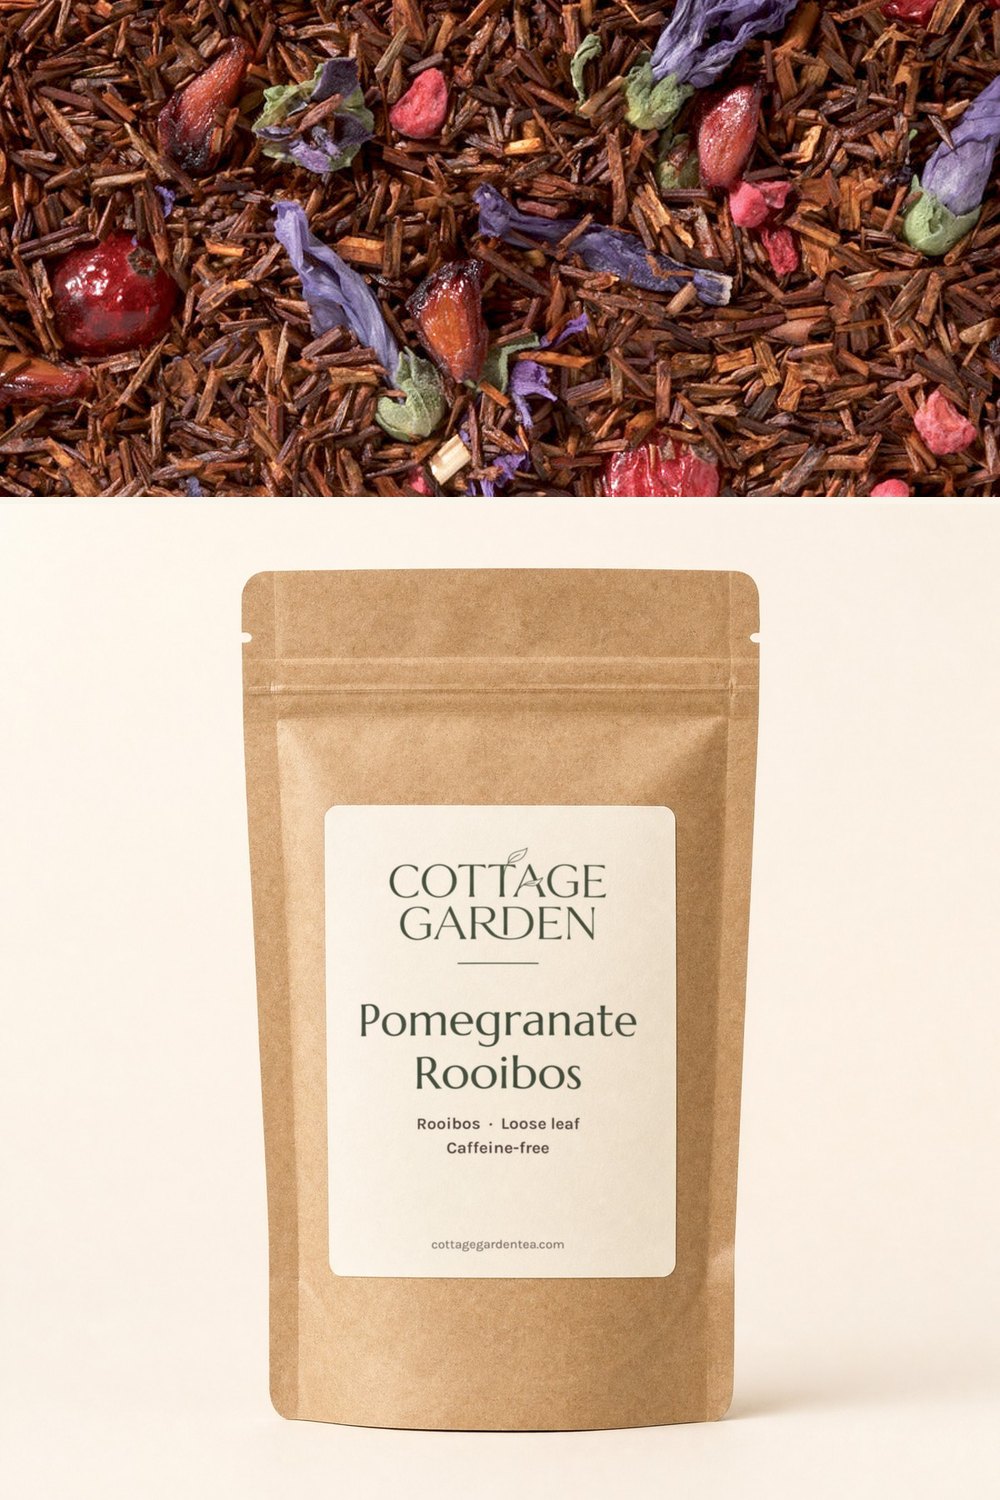 COTTAGE
GARDEN
Pomegranate
Rooibos
Rooibos · Loose leaf
Caffeine-free
cottagegardentea.com